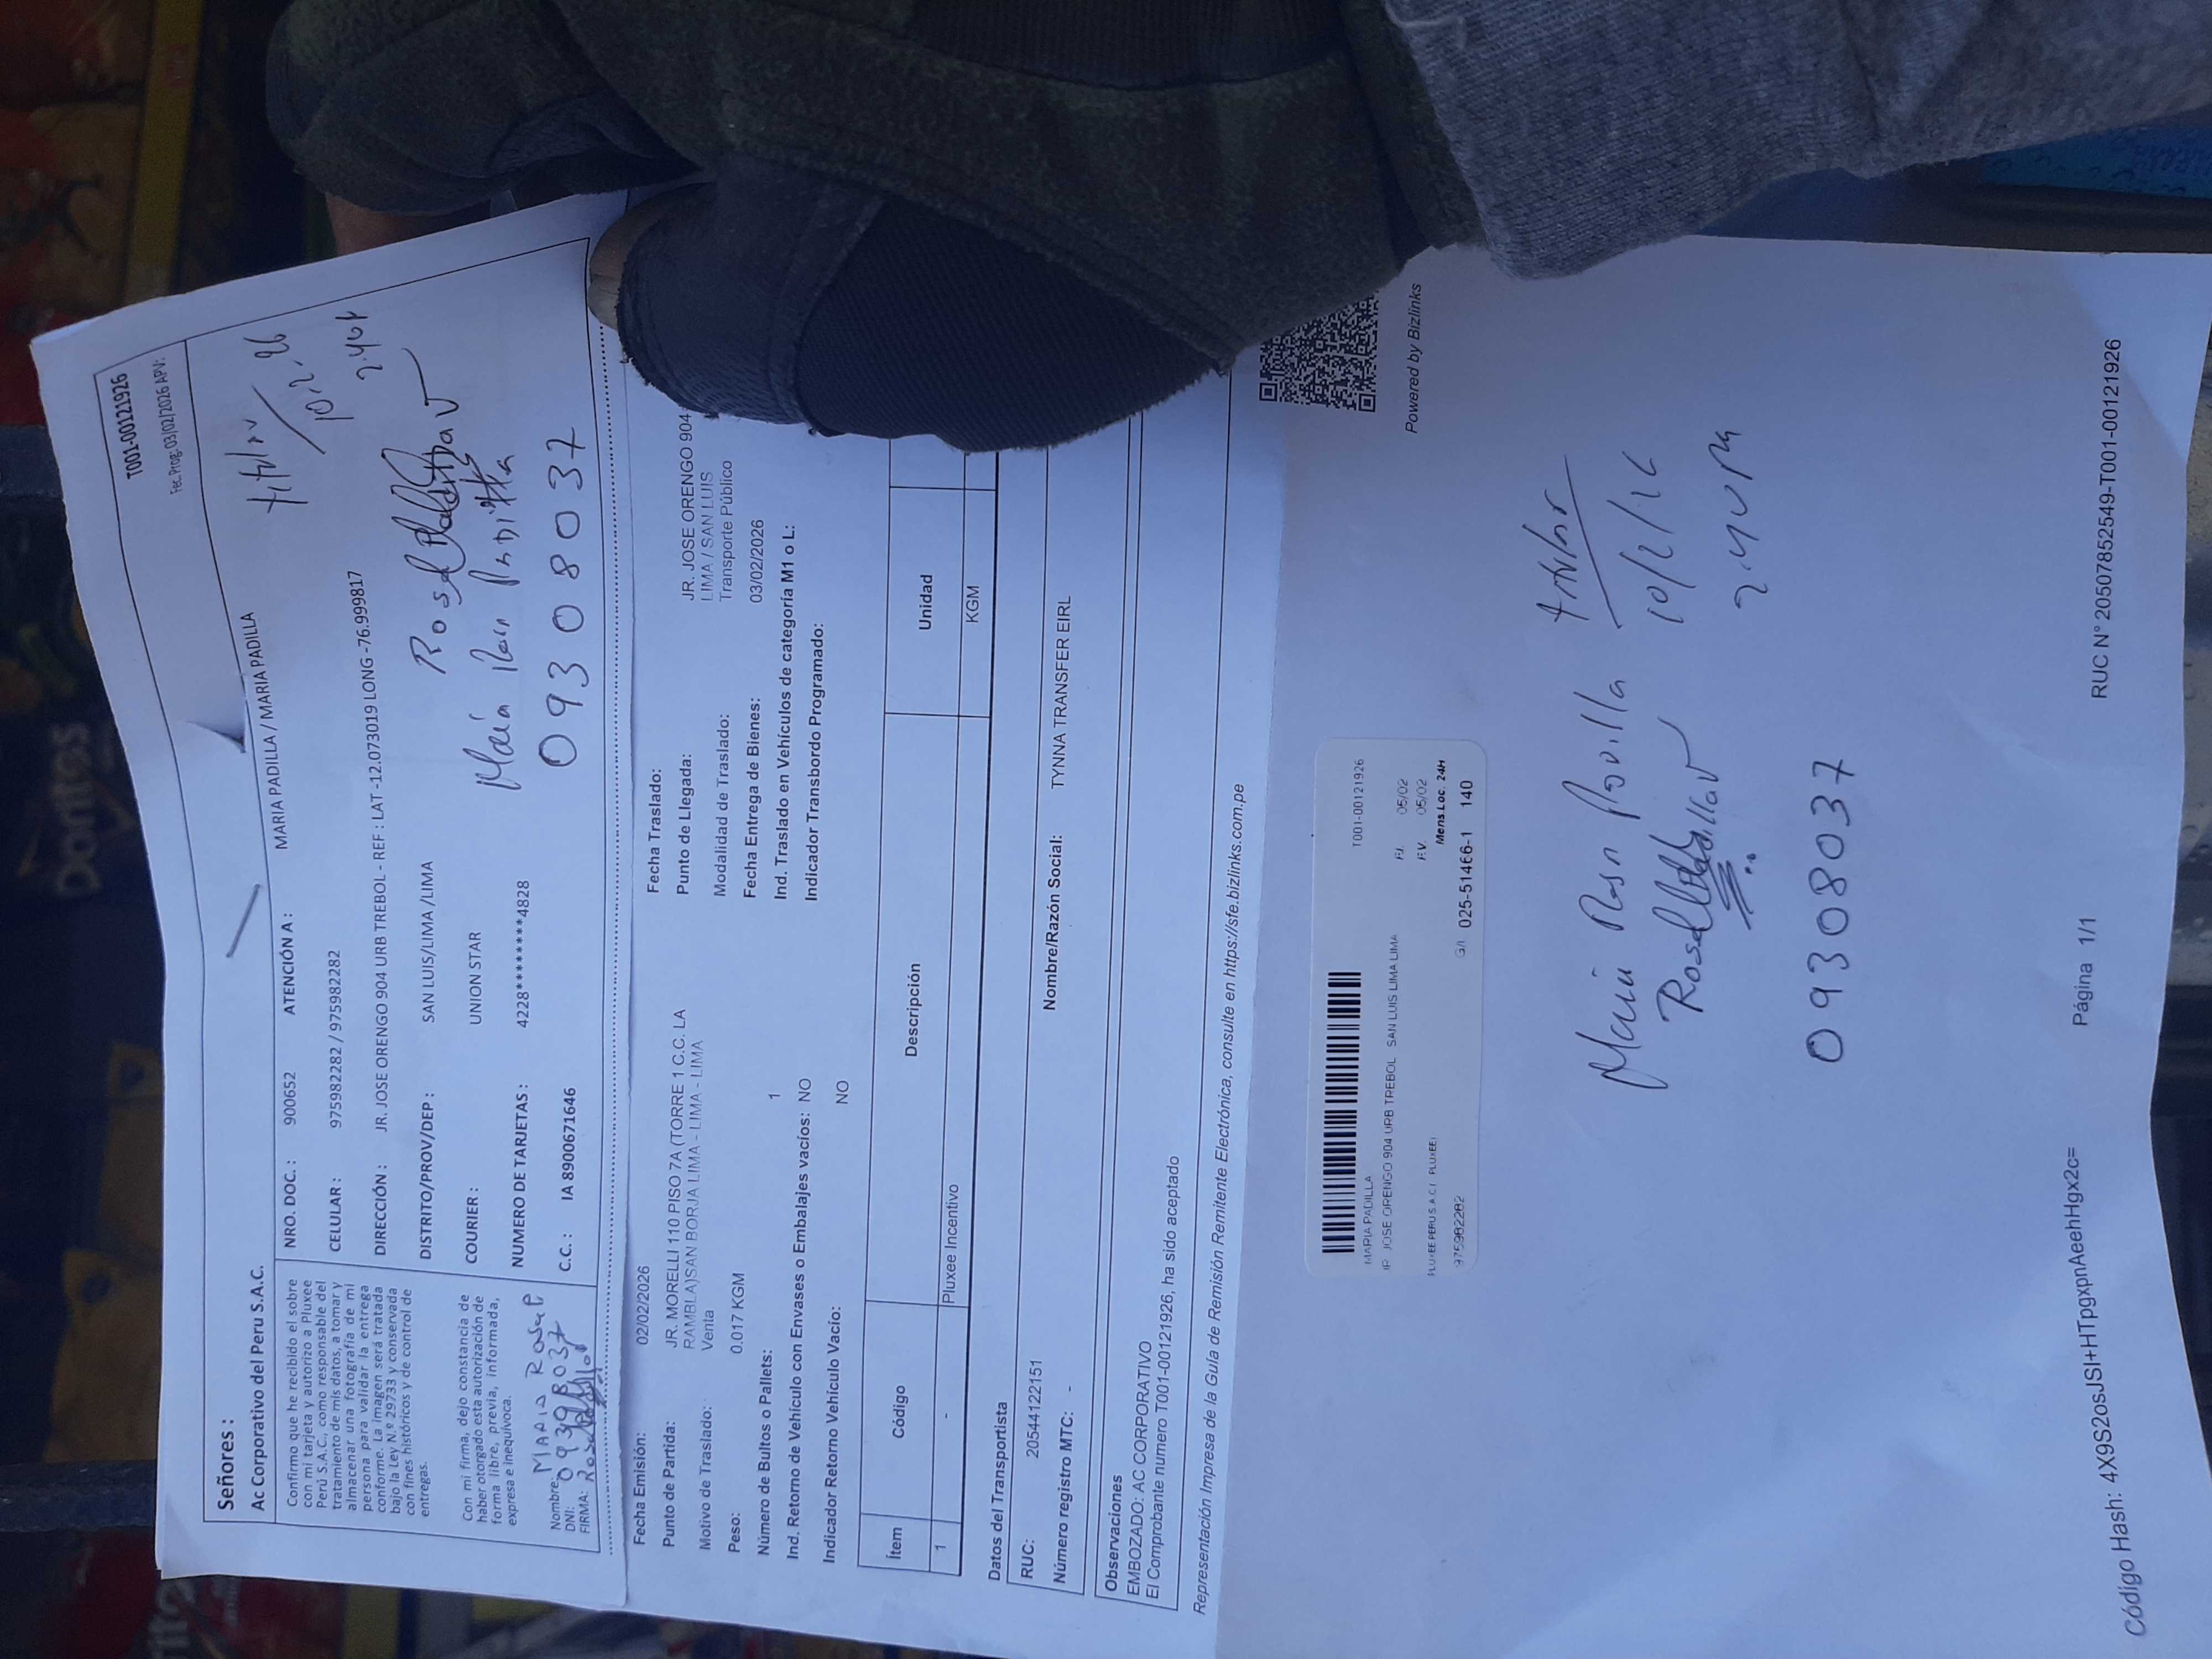 T001-00121926
Fec.Prog:03/02/2026 APV:
Señores :
Ac Corporativo del Peru S.A.C.
Confirmo que he recibido el sobre
con mi tarjeta y autorizo a Pluxee
Perú S.A.C., como responsable del
tratamiento de mis datos, a tomar y
almacenar una fotografía de mi
persona para validar la entrega
conforme. La imagen será tratada
bajo la Ley N.º 29733 y conservada
con fines históricos y de control de
entregas.
Con mi firma, dejo constancia de
haber otorgado esta autorización de
forma libre, previa, informada,
expresa e inequívoca.
Nombre: MARIA Rosa P
DNI: 09308037
FIRMA:
NRO. DOC. : 900652 ATENCIÓN A : MARIA PADILLA / MARIA PADILLA
CELULAR : 975982282 / 975982282
DIRECCIÓN : JR. JOSE ORENGO 904 URB TREBOL - REF : LAT -12.073019 LONG -76.999817
DISTRITO/PROV/DEP : SAN LUIS/LIMA /LIMA
COURIER : UNION STAR
NUMERO DE TARJETAS : 4228********4828
C.C. : IA 8900671646
titular
10,2,26
2.40p
Maria Rosa
09308037
Fecha Emisión: 02/02/2026 Fecha Traslado:
Punto de Partida: JR. MORELLI 110 PISO 7A (TORRE 1 C.C. LA
RAMBLA)SAN BORJA LIMA - LIMA - LIMA
Punto de Llegada: JR. JOSE ORENGO 904
LIMA / SAN LUIS
Motivo de Traslado: Venta Modalidad de Traslado: Transporte Público
Peso: 0.017 KGM Fecha Entrega de Bienes: 03/02/2026
Número de Bultos o Pallets: 1 Ind. Traslado en Vehículos de categoría M1 o L:
Ind. Retorno de Vehículo con Envases o Embalajes vacíos: NO Indicador Transbordo Programado:
Indicador Retorno Vehículo Vacío: NO
Ítem Código Descripción Unidad
1 - Pluxee Incentivo KGM
Datos del Transportista
RUC: 20544122151 Nombre/Razón Social: TYNNA TRANSFER EIRL
Número registro MTC: -
Observaciones
EMBOZADO: AC CORPORATIVO
El Comprobante numero T001-00121926, ha sido aceptado
Representación Impresa de la Guía de Remisión Remitente Electrónica, consulte en https://sfe.bizlinks.com.pe
Powered by Bizlinks
T001-00121926
MARIA PADILLA
JR JOSE ORENGO 904 URB TREBOL SAN LUIS LIMA LIMA
F.I. 05/02
F.V. 05/02
PLUXEE PERU S.A.C.( PLUXEE)
Mens.Loc. 24H
975982282 G/I 025-51466-1 140
10/2/26
Maria Rosa
09308037
Código Hash: 4X9S2OsJSI+HTpgxpnAeehHgx2c= Página 1/1 RUC N° 20507852549-T001-00121926
Doritos